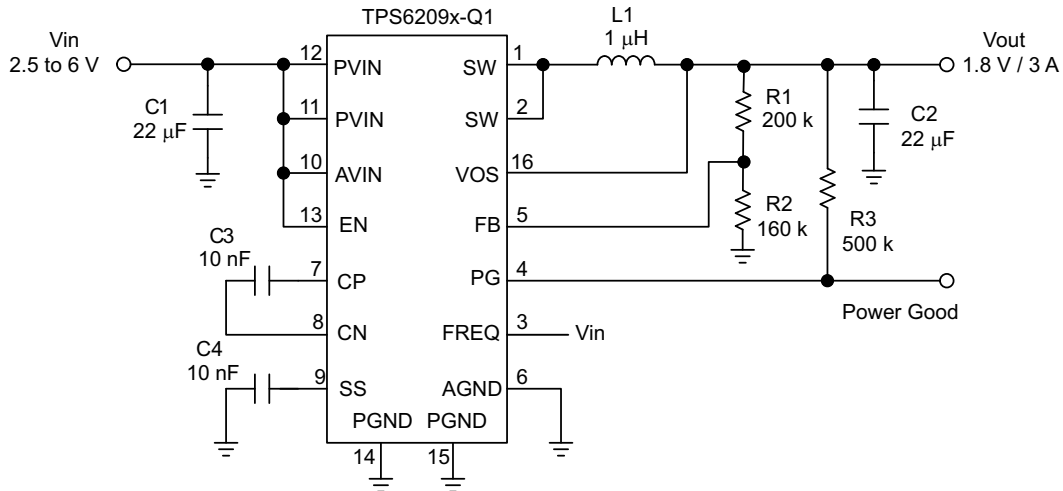 TPS6209x-Q1
Vin
2.5 to 6 V
C1
22 μF
12
PVIN
11
PVIN
10
AVIN
13
EN
C3
10 nF
7
CP
8
CN
C4
10 nF
9
SS
PGND
PGND
14
15
SW
1
SW
2
VOS
16
FB
5
PG
4
FREQ
3
Vin
AGND
6
L1
1 μH
R1
200 k
R2
160 k
R3
500 k
C2
22 μF
Vout
1.8 V / 3 A
Power Good